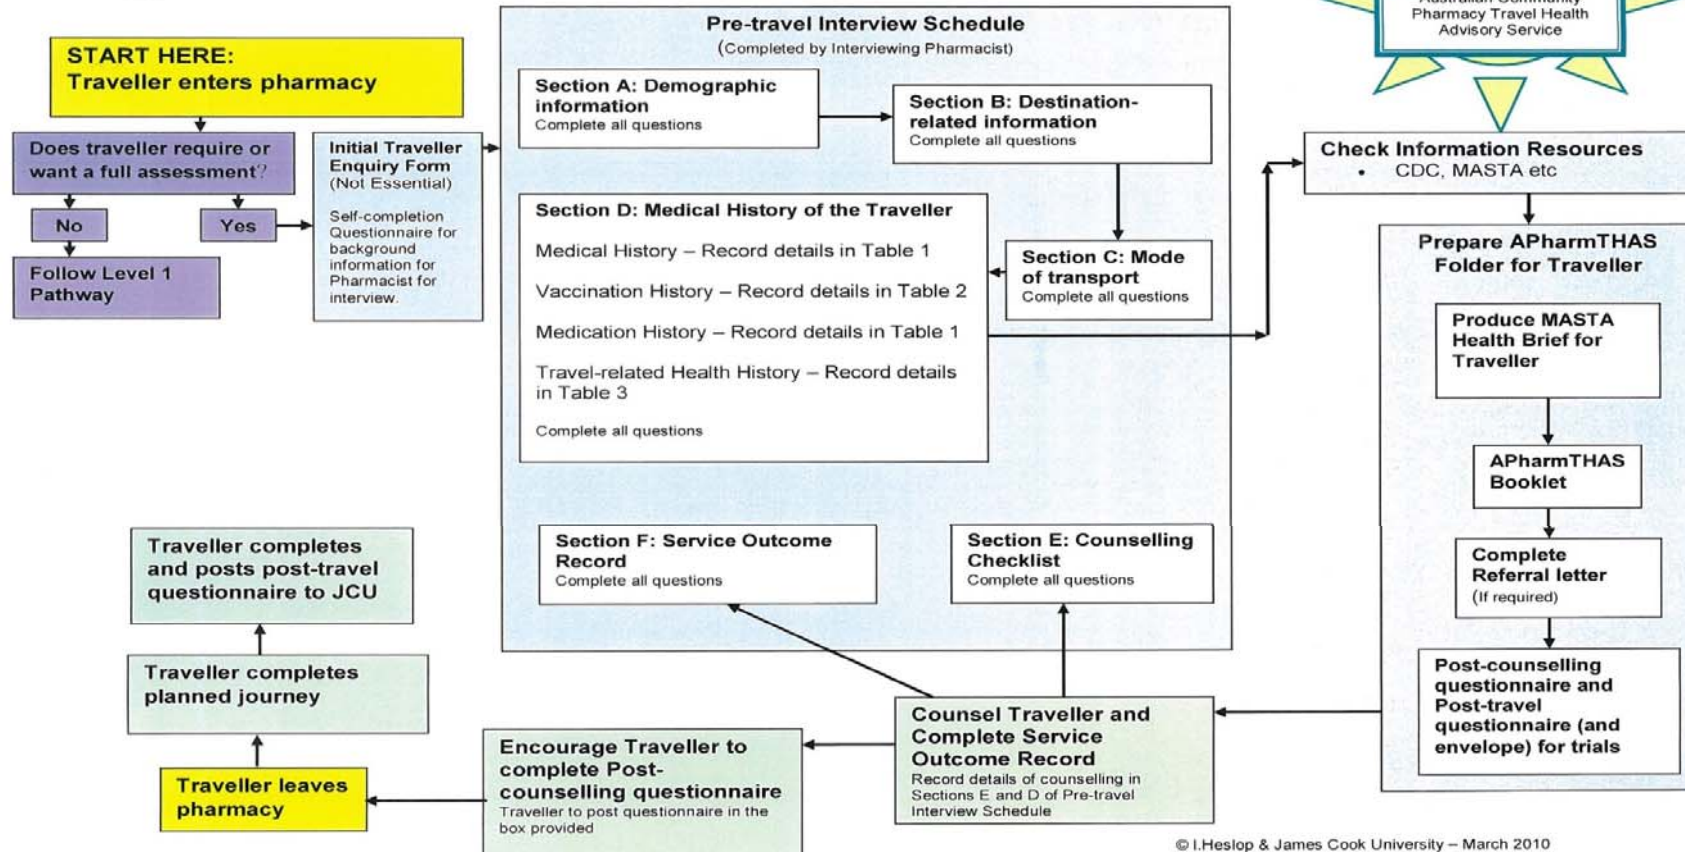 START HERE:
Traveller enters pharmacy
Does traveller require or
want a full assessment?
No
Yes
Follow Level 1
Pathway
Initial Traveller
Enquiry Form
(Not Essential)
Self-completion
Questionnaire for
background
information for
Pharmacist for
interview.
Pre-travel Interview Schedule
(Completed by Interviewing Pharmacist)
Section A: Demographic
information
Complete all questions
Section B: Destination-
related information
Complete all questions
Section C: Mode
of transport
Complete all questions
Section D: Medical History of the Traveller
Medical History – Record details in Table 1
Vaccination History – Record details in Table 2
Medication History – Record details in Table 1
Travel-related Health History – Record details
in Table 3
Complete all questions
Australian Community
Pharmacy Travel Health
Advisory Service
Check Information Resources
• CDC, MASTA etc
Prepare APharmTHAS
Folder for Traveller
Produce MASTA
Health Brief for
Traveller
APharmTHAS
Booklet
Complete
Referral letter
(If required)
Post-counselling
questionnaire and
Post-travel
questionnaire (and
envelope) for trials
Counsel Traveller and
Complete Service
Outcome Record
Record details of counselling in
Sections E and D of Pre-travel
Interview Schedule
Section E: Counselling
Checklist
Complete all questions
Section F: Service Outcome
Record
Complete all questions
Encourage Traveller to
complete Post-
counselling questionnaire
Traveller to post questionnaire in the
box provided
Traveller leaves
pharmacy
Traveller completes
planned journey
Traveller completes
and posts post-travel
questionnaire to JCU
© I.Heslop & James Cook University – March 2010